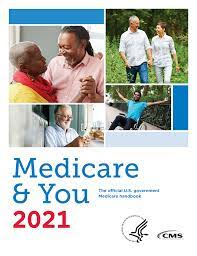 Medicare
& You
2021
The official U.S. government
Medicare handbook
CMS